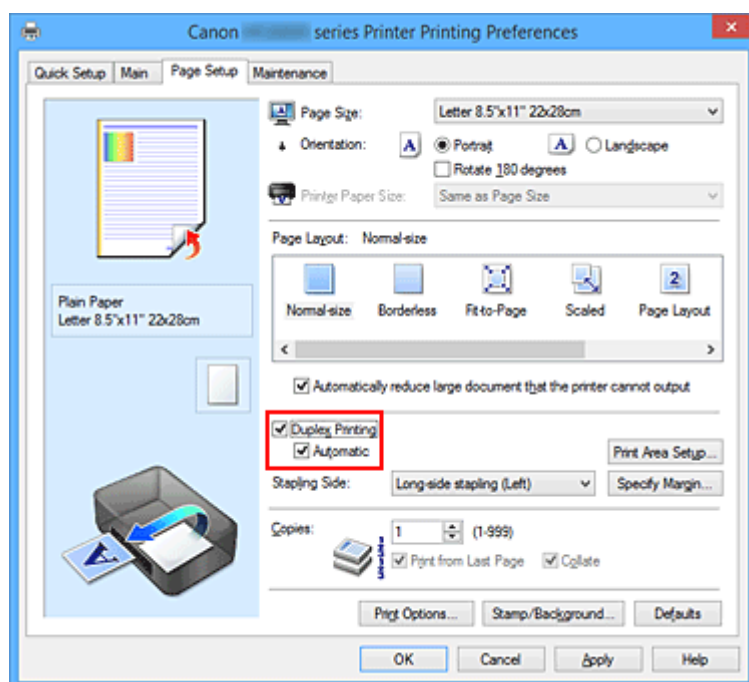 Canon series Printer Printing Preferences
Quick Setup Main Page Setup Maintenance
Page Size: Letter 8.5"x11" 22x28cm
Orientation: A Portrait A Landscape
Rotate 180 degrees
Printer Paper Size: Same as Page Size
Page Layout: Normal-size
2
Normal-size Borderless Fit-to-Page Scaled Page Layout
Plain Paper
Letter 8.5"x11" 22x28cm
Automatically reduce large document that the printer cannot output
Duplex Printing
Automatic
Print Area Setup...
Stapling Side: Long-side stapling (Left) Specify Margin...
Copies: 1 (1-999)
Print from Last Page Collate
A
Print Options... Stamp/Background... Defaults
OK Cancel Apply Help